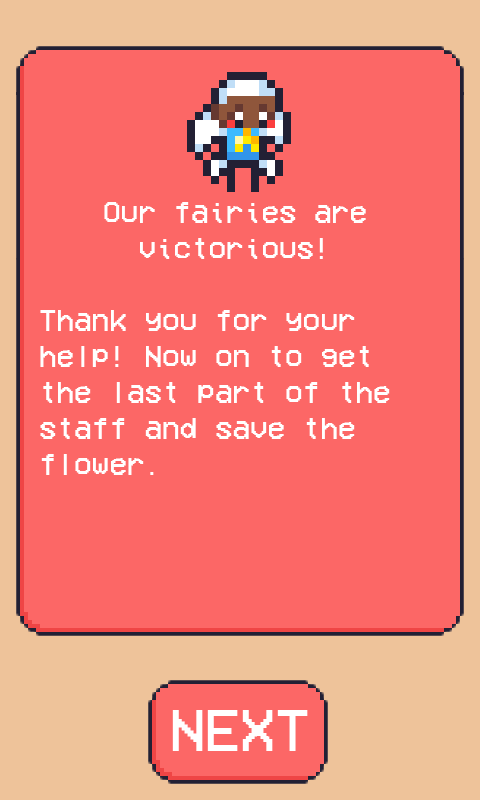 Our fairies are
victorious!
Thank you for your
help! Now on to get
the last part of the
staff and save the
flower.
NEXT